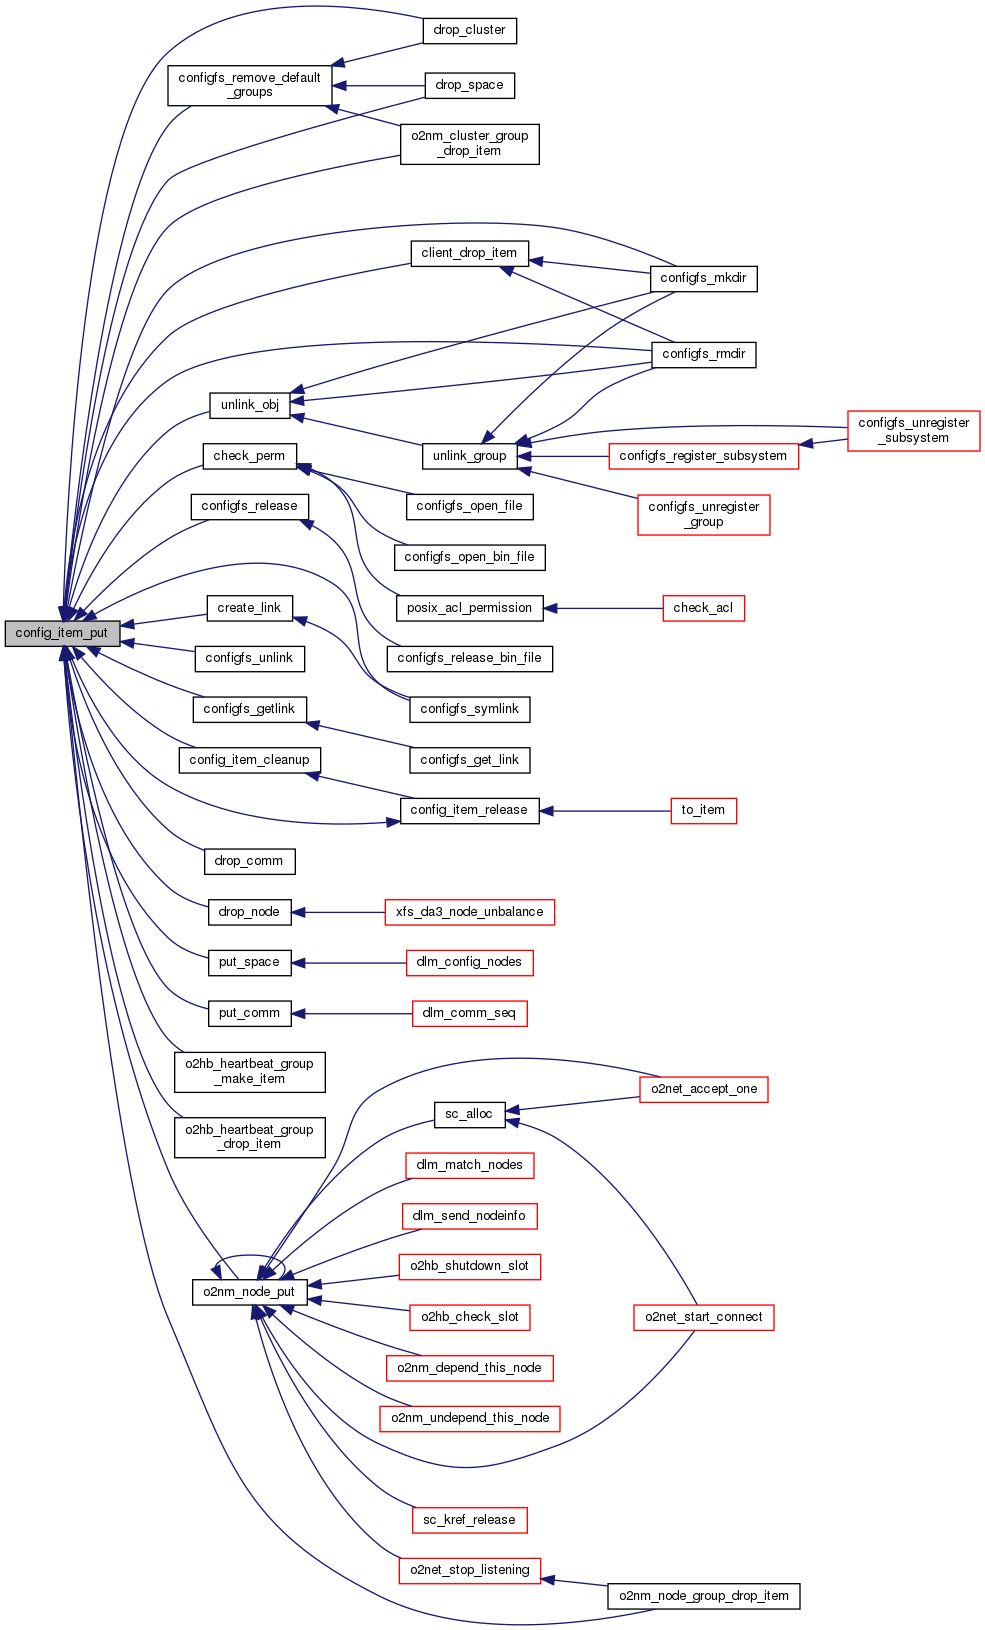 drop_cluster
configfs_remove_default
_groups
drop_space
o2nm_cluster_group
_drop_item
client_drop_item
configfs_mkdir
configfs_rmdir
unlink_obj
configfs_unregister
_subsystem
check_perm
unlink_group
configfs_register_subsystem
configfs_release
configfs_open_file
configfs_unregister
_group
configfs_open_bin_file
create_link
posix_acl_permission
check_acl
config_item_put
configfs_unlink
configfs_release_bin_file
configfs_getlink
configfs_symlink
config_item_cleanup
configfs_get_link
config_item_release
to_item
drop_comm
drop_node
xfs_da3_node_unbalance
put_space
dlm_config_nodes
put_comm
dlm_comm_seq
o2hb_heartbeat_group
_make_item
o2net_accept_one
sc_alloc
o2hb_heartbeat_group
_drop_item
dlm_match_nodes
dlm_send_nodeinfo
o2hb_shutdown_slot
o2nm_node_put
o2hb_check_slot
o2net_start_connect
o2nm_depend_this_node
o2nm_undepend_this_node
sc_kref_release
o2net_stop_listening
o2nm_node_group_drop_item